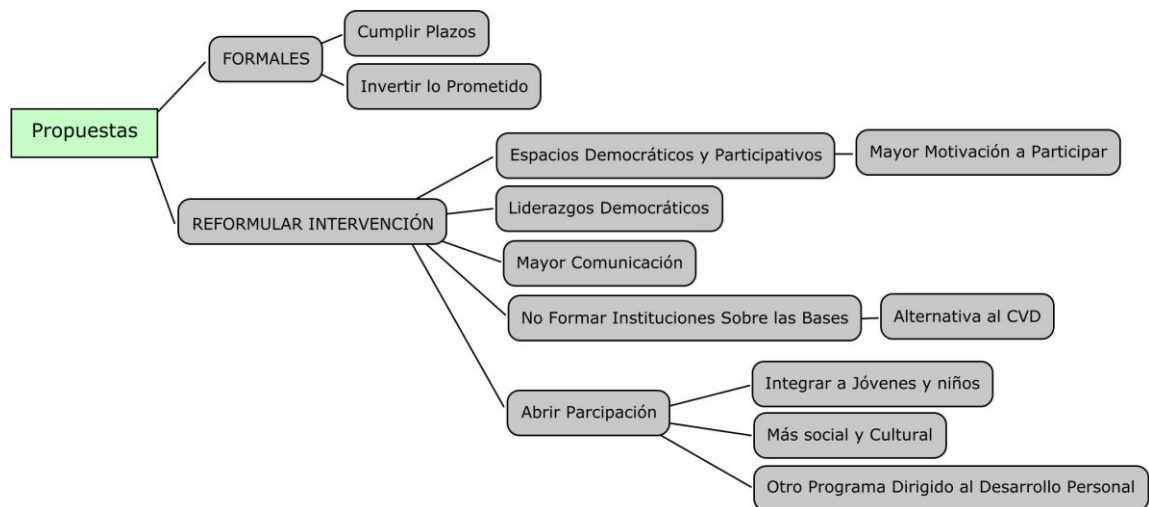 Propuestas
FORMALES
Cumplir Plazos
Invertir lo Prometido
REFORMULAR INTERVENCIÓN
Espacios Democráticos y Participativos
Mayor Motivación a Participar
Liderazgos Democráticos
Mayor Comunicación
No Formar Instituciones Sobre las Bases
Alternativa al CVD
Abrir Parcipación
Integrar a Jóvenes y niños
Más social y Cultural
Otro Programa Dirigido al Desarrollo Personal